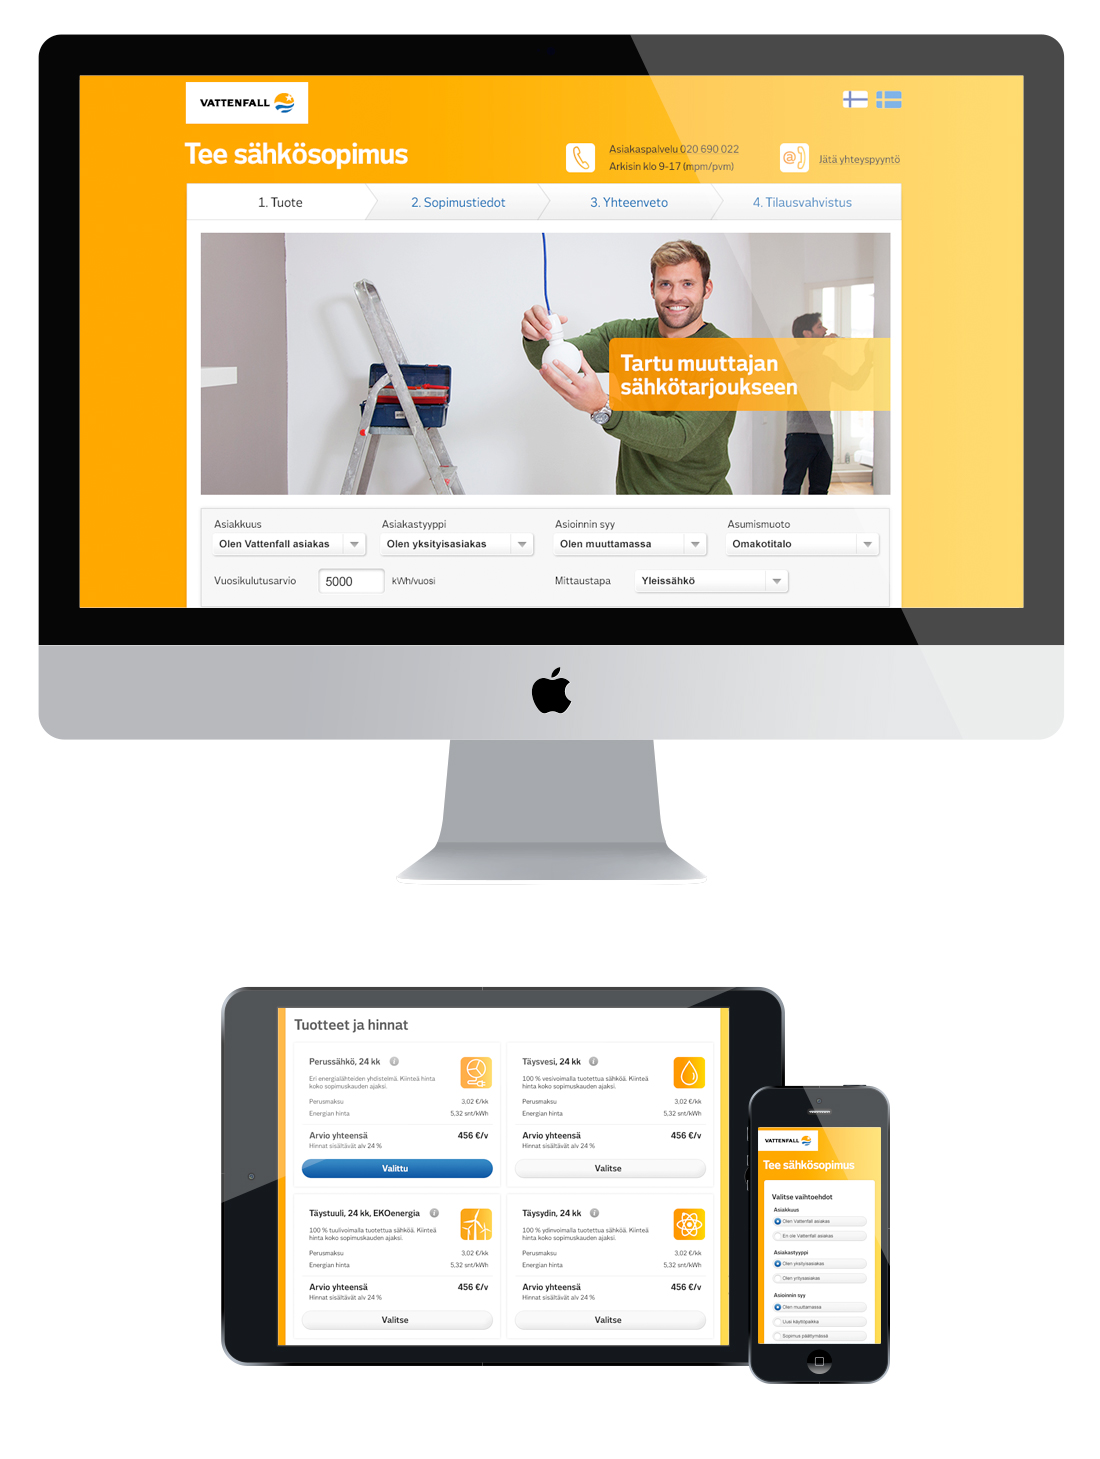 VATTENFALL
Tee sähkösopimus
Asiakaspalvelu 020 690 022
Arkisin klo 9-17 (mpm/pvm)
Jätä yhteyspyyntö
1. Tuote
2. Sopimustiedot
3. Yhteenveto
4. Tilausvahvistus
Tartu muuttajan
sähkötarjoukseen
Asiakkuus
Asiakastyyppi
Asioinnin syy
Asumismuoto
Olen Vattenfall asiakas
Olen yksityisasiakas
Olen muuttamassa
Omakotitalo
Vuosikulutusarvio
5000
kWh/vuosi
Mittaustapa
Yleissähkö
Tuotteet ja hinnat
Perussähkö, 24 kk
Eri energialähteiden yhdistelmä. Kiinteä hinta
koko sopimuskauden ajaksi.
Perusmaksu 3,02 €/kk
Energian hinta 5,32 snt/kWh
Arvio yhteensä 456 €/v
Hinnat sisältävät alv 24 %
Valittu
Täysvesi, 24 kk
100 % vesivoimalla tuotettua sähköä. Kiinteä
hinta koko sopimuskauden ajaksi.
Perusmaksu 3,02 €/kk
Energian hinta 5,32 snt/kWh
Arvio yhteensä 456 €/v
Hinnat sisältävät alv 24 %
Valitse
Täystuuli, 24 kk, EKOenergia
100 % tuulivoimalla tuotettua sähköä. Kiinteä
hinta koko sopimuskauden ajaksi.
Perusmaksu 3,02 €/kk
Energian hinta 5,32 snt/kWh
Arvio yhteensä 456 €/v
Hinnat sisältävät alv 24 %
Valitse
Täysydin, 24 kk
100 % ydinvoimalla tuotettua sähköä. Kiinteä
hinta koko sopimuskauden ajaksi.
Perusmaksu 3,02 €/kk
Energian hinta 5,32 snt/kWh
Arvio yhteensä 456 €/v
Hinnat sisältävät alv 24 %
Valitse
VATTENFALL
Tee sähkösopimus
Valitse vaihtoehdot
Asiakkuus
Olen Vattenfall asiakas
En ole Vattenfall asiakas
Asiakastyyppi
Olen yksityisasiakas
Olen yritysasiakas
Asioinnin syy
Olen muuttamassa
Uusi käyttöpaikka
Sopimus päättymässä